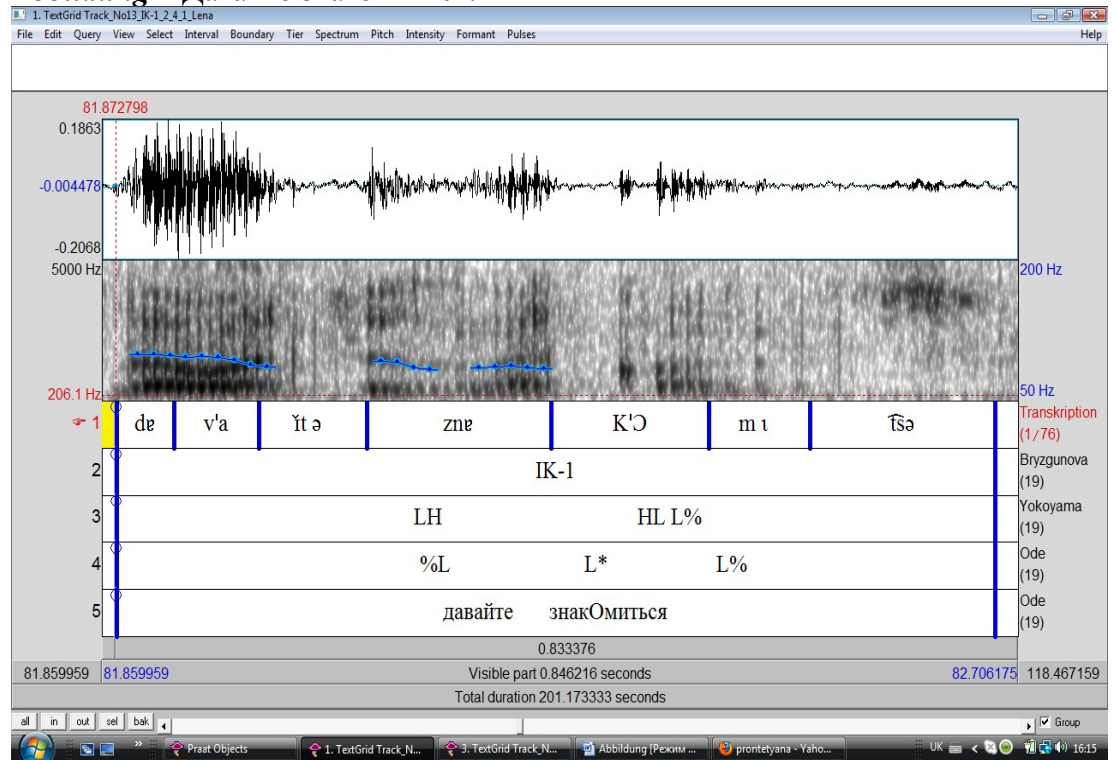 1. TextGrid Track_No13_IK-1_2_4_1_Lena
File Edit Query View Select Interval Boundary Tier Spectrum Pitch Intensity Formant Pulses Help
81.872798
0.1863
-0.004478
-0.2068
5000 Hz 200 Hz
206.1 Hz 50 Hz
1 dɐ v'a ĭt ə znɐ K'Ɔ m ɩ t͡sə Transkription (1/76)
2 IK-1 Bryzgunova (19)
3 LH HL L% Yokoyama (19)
4 %L L* L% Ode (19)
5 давайте знакОмиться Ode (19)
0.833376
81.859959 81.859959 Visible part 0.846216 seconds 82.706175 118.467159
Total duration 201.173333 seconds
all in out sel bak Group
Praat Objects 1. TextGrid Track_N... 3. TextGrid Track_N... Abbildung [Режим ... prontetyana - Yaho... UK 16:15